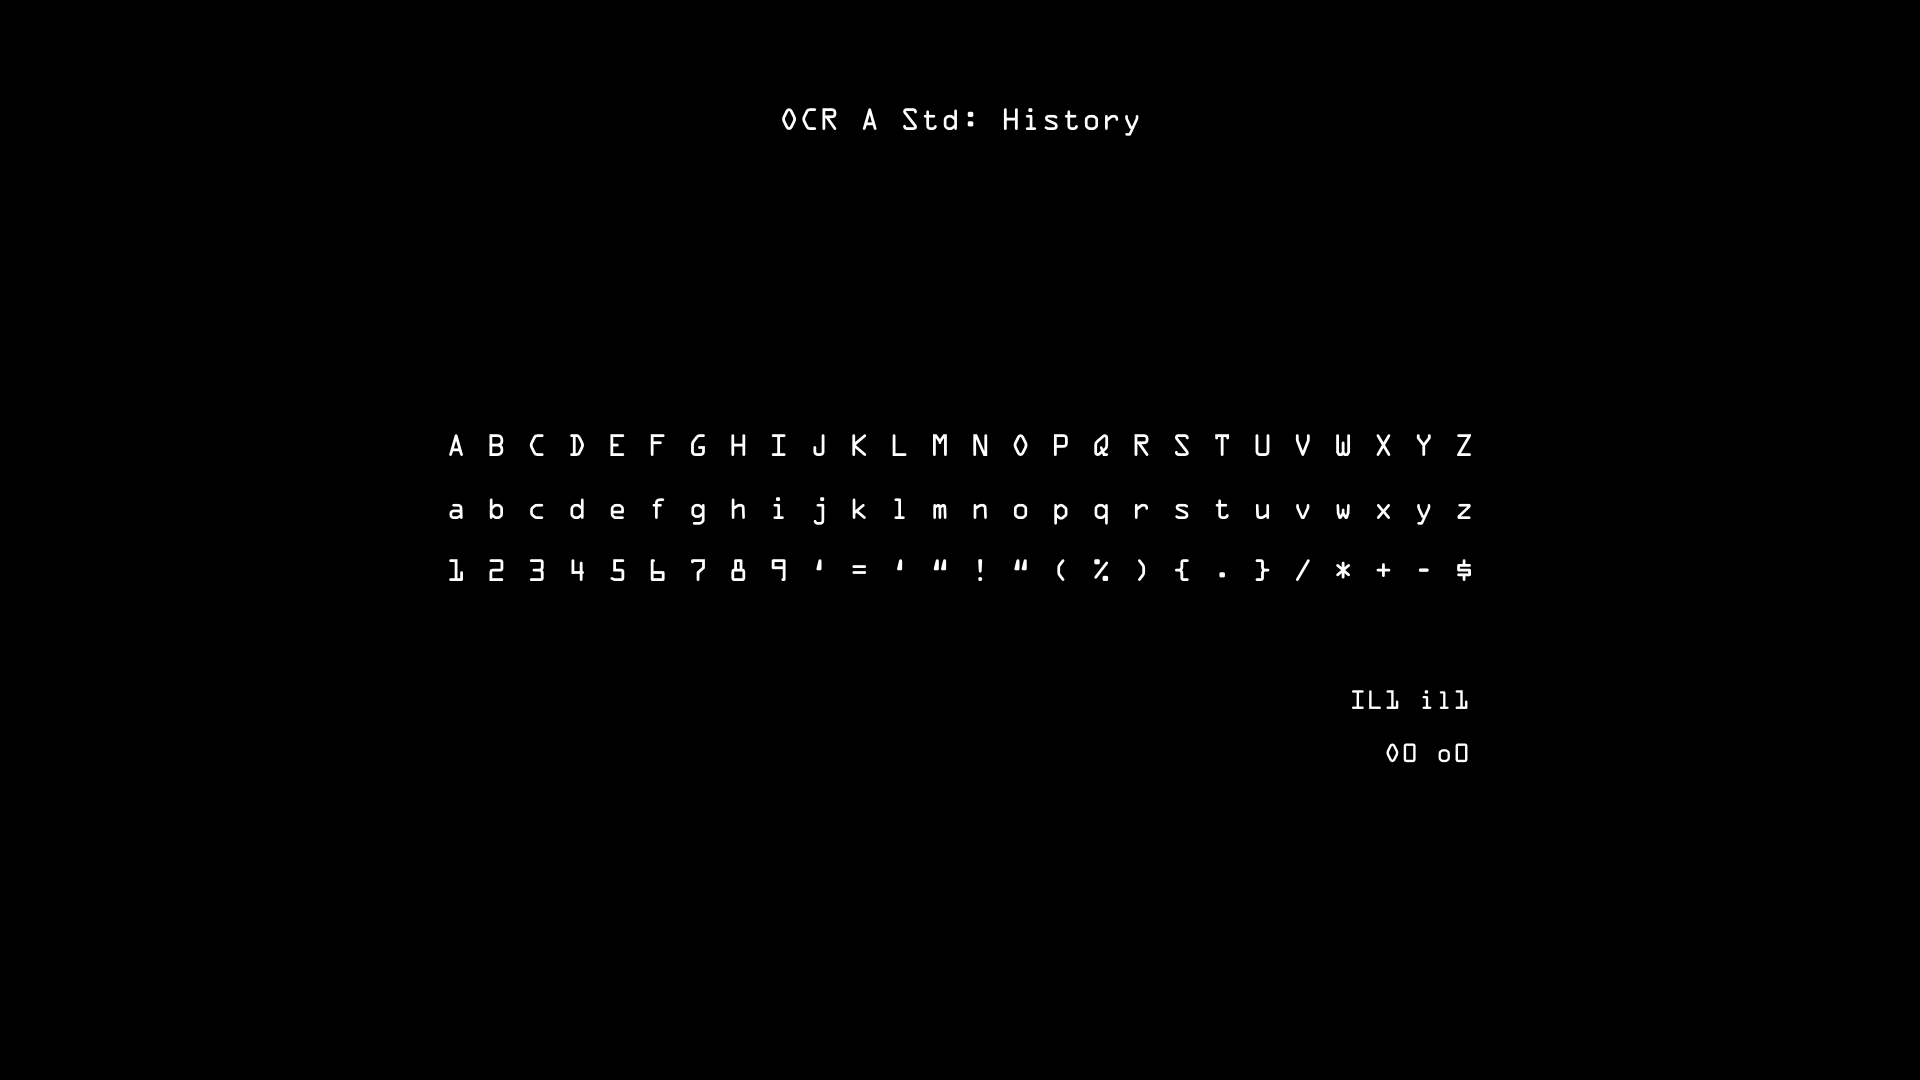 OCR A Std: History
A B C D E F G H I J K L M N O P Q R S T U V W X Y Z
a b c d e f g h i j k l m n o p q r s t u v w x y z
1 2 3 4 5 6 7 8 9 ‘ = ‘ “ ! “ ( % ) { . } / * + - $
IL1 il1
O0 o0